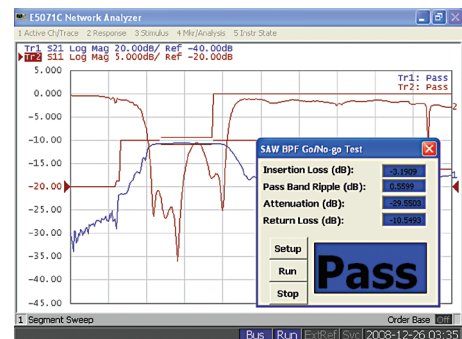 E5071C Network Analyzer
1 Active Ch/Trace 2 Response 3 Stimulus 4 Mkr/Analysis 5 Instr State
Tr1 S21 Log Mag 20.00dB/ Ref -40.00dB
Tr2 S11 Log Mag 5.000dB/ Ref -20.00dB
5.000
Tr1: Pass
Tr2: Pass
0.000
2
-5.000
-10.00
-15.00
-20.00
-25.00
-30.00
-35.00
-40.00
-45.00
1
SAW BPF Go/No-go Test
Insertion Loss (dB): -3.1909
Pass Band Ripple (dB): 0.5599
Attenuation (dB): -29.5503
Return Loss (dB): -10.5493
Setup
Run
Stop
Pass
1 Segment Sweep
Order Base Off
Bus Run ExtRef Svc 2008-12-26 03:35